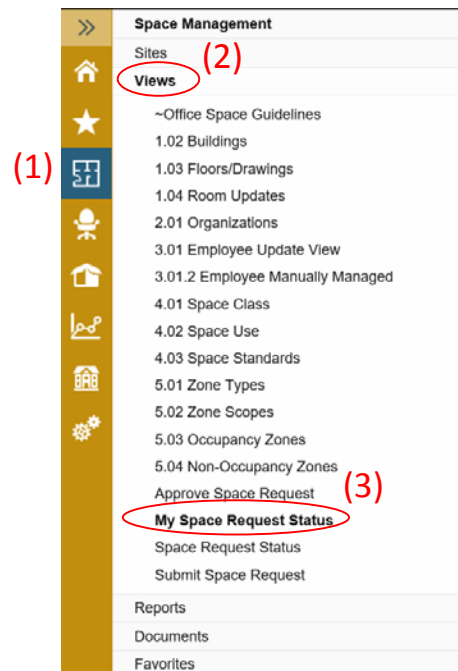 Space Management
Sites
(2)
Views
~Office Space Guidelines
1.02 Buildings
(1)
1.03 Floors/Drawings
1.04 Room Updates
2.01 Organizations
3.01 Employee Update View
3.01.2 Employee Manually Managed
4.01 Space Class
4.02 Space Use
4.03 Space Standards
5.01 Zone Types
5.02 Zone Scopes
5.03 Occupancy Zones
5.04 Non-Occupancy Zones
Approve Space Request
(3)
My Space Request Status
Space Request Status
Submit Space Request
Reports
Documents
Favorites